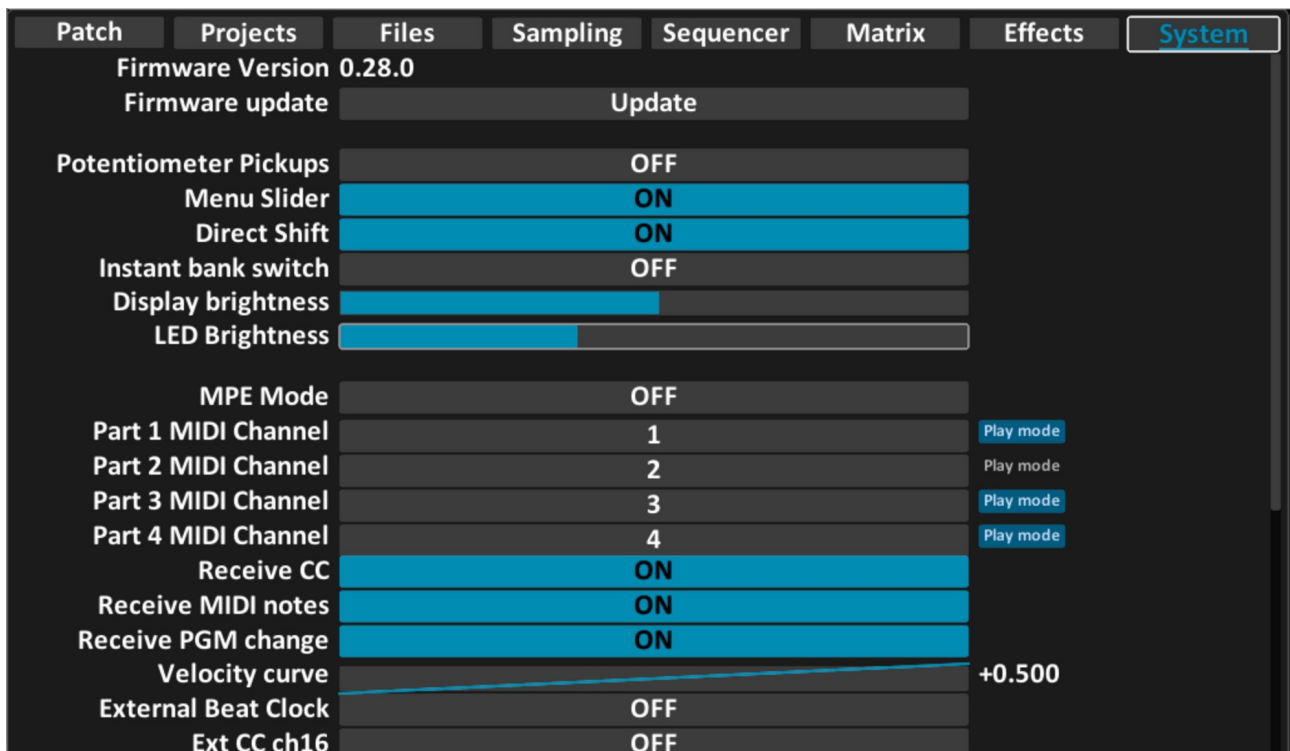 Patch Projects Files Sampling Sequencer Matrix Effects System
Firmware Version 0.28.0
Firmware update Update
Potentiometer Pickups OFF
Menu Slider ON
Direct Shift ON
Instant bank switch OFF
Display brightness
LED Brightness
MPE Mode OFF
Part 1 MIDI Channel 1 Play mode
Part 2 MIDI Channel 2 Play mode
Part 3 MIDI Channel 3 Play mode
Part 4 MIDI Channel 4 Play mode
Receive CC ON
Receive MIDI notes ON
Receive PGM change ON
Velocity curve +0.500
External Beat Clock OFF
Ext CC ch16 OFF